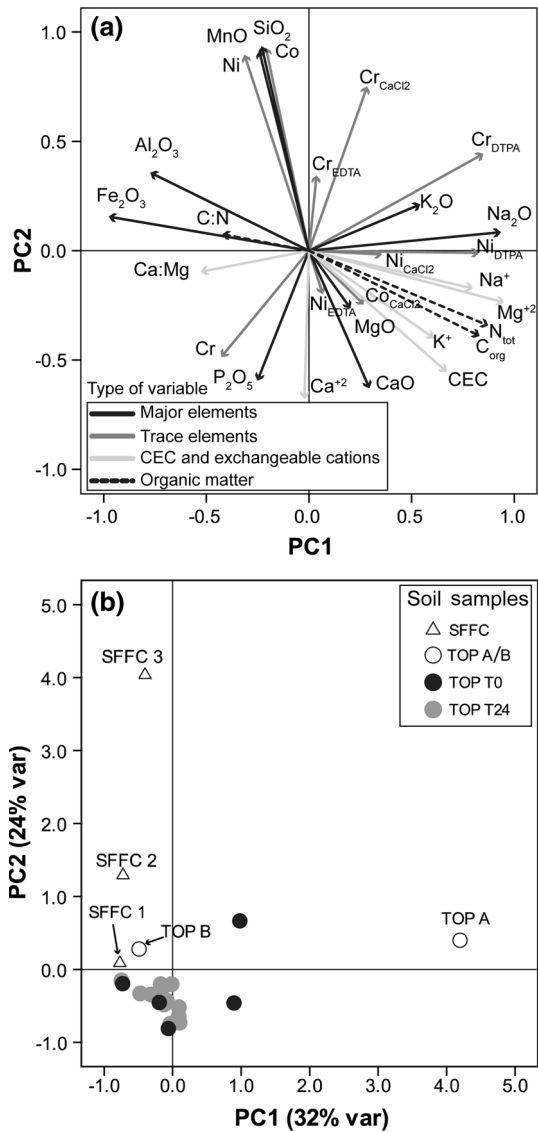 (a)
1.0
0.5
0.0
-0.5
-1.0
PC2
MnO
SiO2
Co
Ni
CrCaCl2
Al2O3
CrEDTA
CrDTPA
Fe2O3
C:N
K2O
Na2O
Ca:Mg
NiCaCl2
NiDTPA
Na+
NiEDTA
CoCaCl2
Mg+2
MgO
Ntot
Cr
K+
Corg
P2O5
Ca+2
CaO
CEC
Type of variable
Major elements
Trace elements
CEC and exchangeable cations
Organic matter
-1.0 -0.5 0.0 0.5 1.0
PC1
(b)
5.0
4.0
3.0
2.0
1.0
0.0
-1.0
PC2 (24% var)
Soil samples
SFFC
TOP A/B
TOP T0
TOP T24
SFFC 3
SFFC 2
SFFC 1
TOP B
TOP A
-1.0 0.0 1.0 2.0 3.0 4.0 5.0
PC1 (32% var)